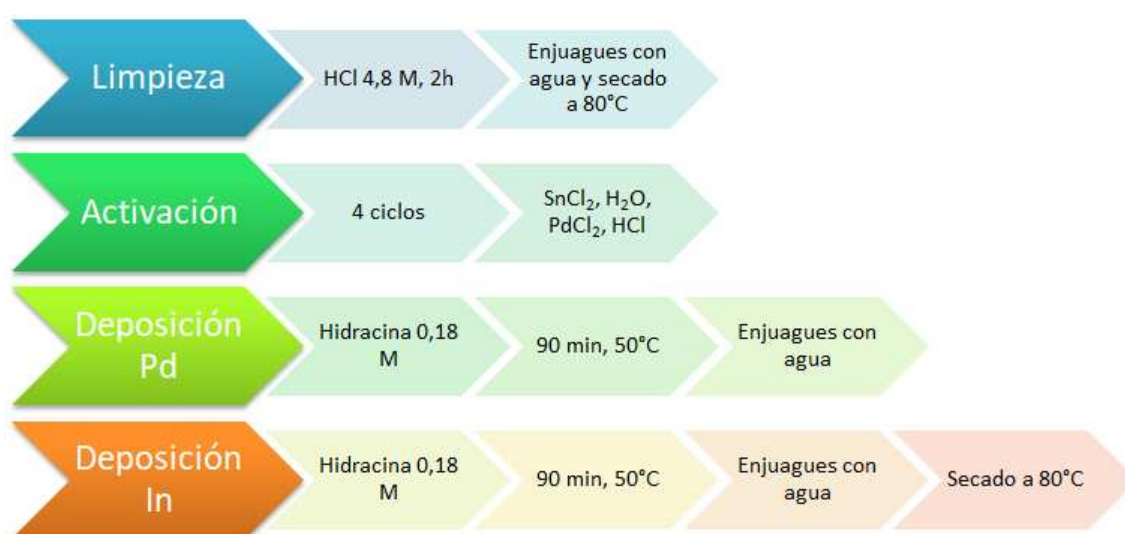 Limpieza
HCl 4,8 M, 2h
Enjuagues con
agua y secado
a 80°C
Activación
4 ciclos
SnCl₂, H₂O,
PdCl₂, HCl
Deposición
Pd
Hidracina 0,18
M
90 min, 50°C
Enjuagues con
agua
Deposición
In
Hidracina 0,18
M
90 min, 50°C
Enjuagues con
agua
Secado a 80°C